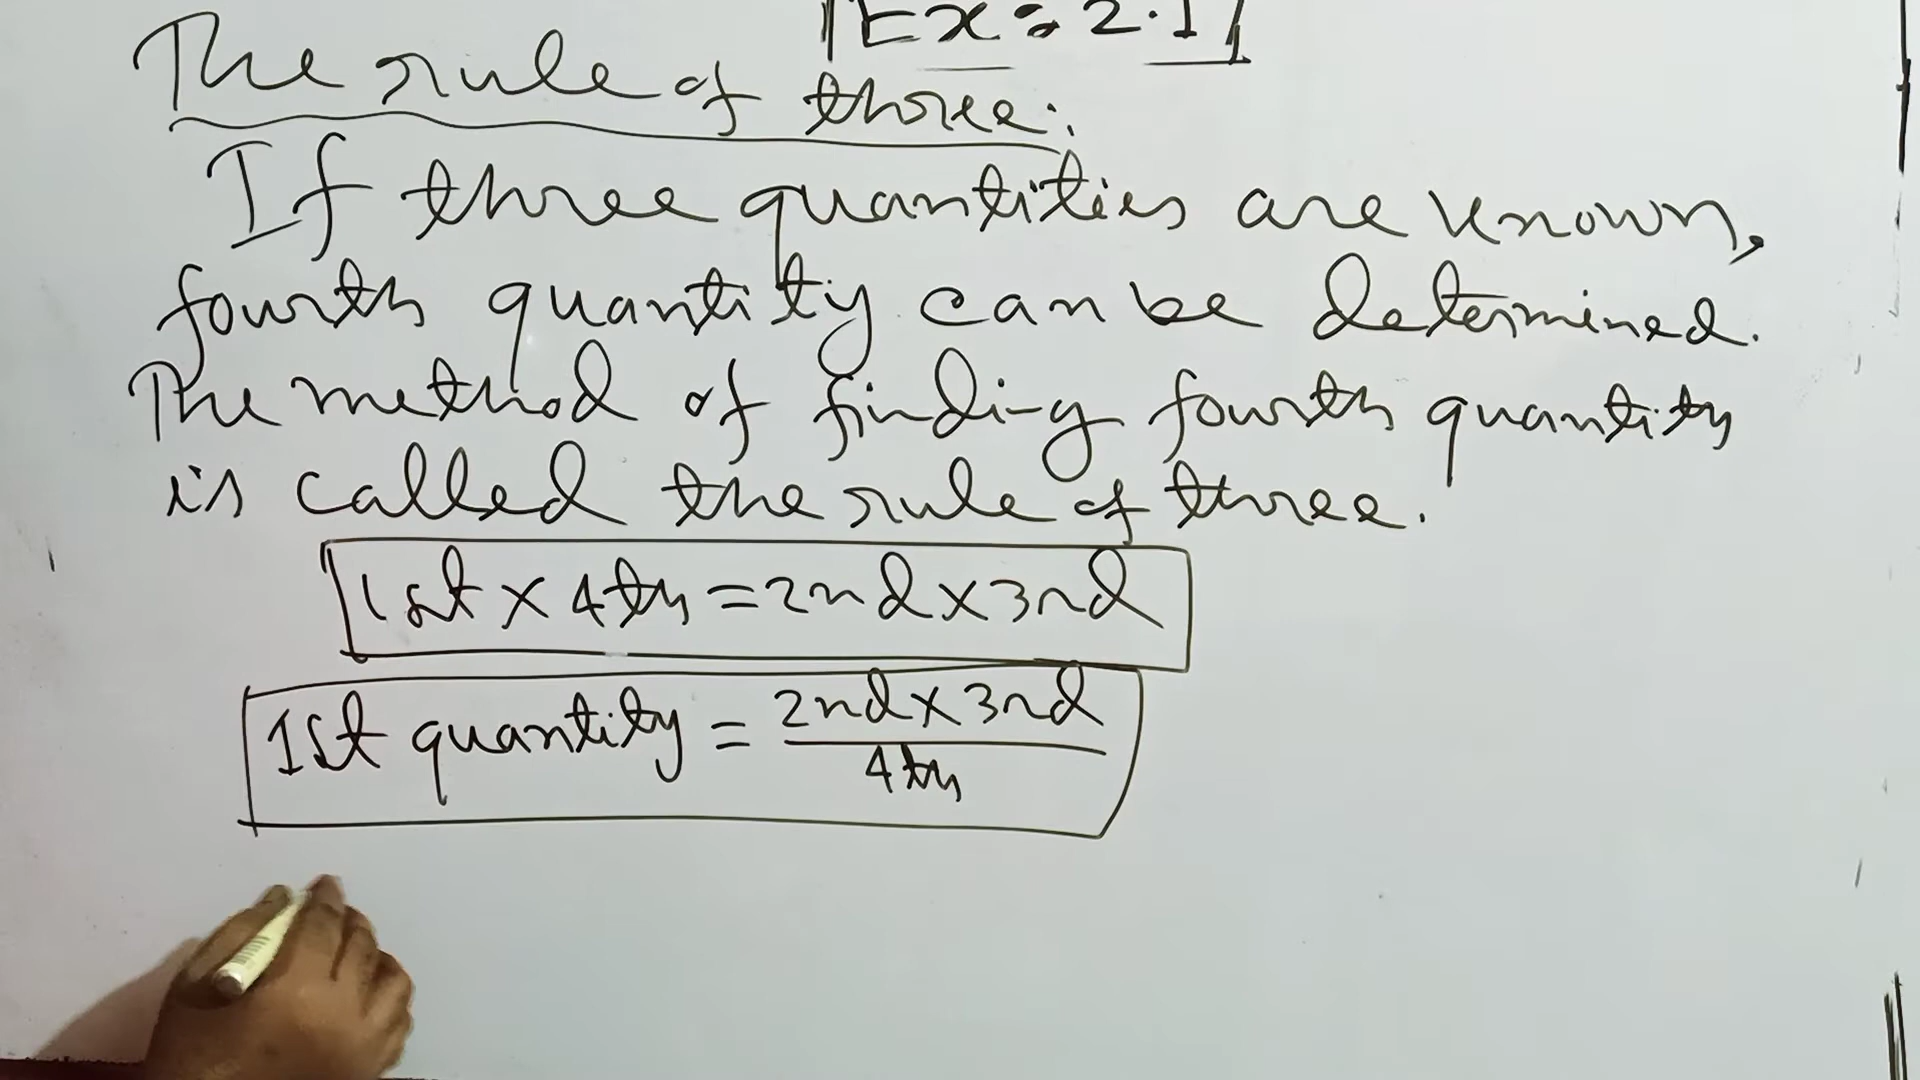 Ex: 2.1
The rule of three:
If three quantities are known,
fourth quantity can be determined.
The method of finding fourth quantity
is called the rule of three.
1st × 4th = 2nd × 3rd
1st quantity = 2nd × 3rd / 4th